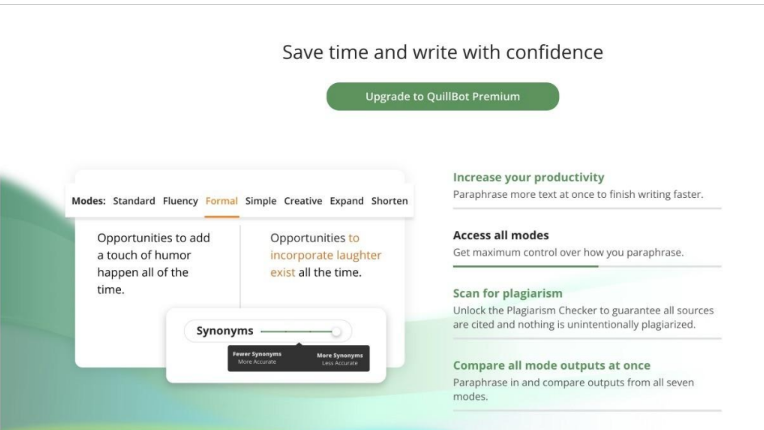 Save time and write with confidence
Upgrade to QuillBot Premium
Modes: Standard Fluency Formal Simple Creative Expand Shorten
Opportunities to add
a touch of humor
happen all of the
time.
Opportunities to
incorporate laughter
exist all the time.
Synonyms
Fewer Synonyms
More Accurate
More Synonyms
Less Accurate
Increase your productivity
Paraphrase more text at once to finish writing faster.
Access all modes
Get maximum control over how you paraphrase.
Scan for plagiarism
Unlock the Plagiarism Checker to guarantee all sources
are cited and nothing is unintentionally plagiarized.
Compare all mode outputs at once
Paraphrase in and compare outputs from all seven
modes.